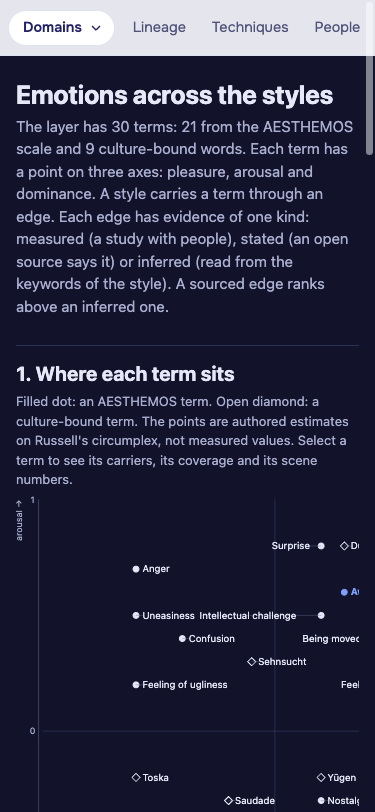 Domains Lineage Techniques People
Emotions across the styles
The layer has 30 terms: 21 from the AESTHEMOS
scale and 9 culture-bound words. Each term has
a point on three axes: pleasure, arousal and
dominance. A style carries a term through an
edge. Each edge has evidence of one kind:
measured (a study with people), stated (an open
source says it) or inferred (read from the
keywords of the style). A sourced edge ranks
above an inferred one.
1. Where each term sits
Filled dot: an AESTHEMOS term. Open diamond: a
culture-bound term. The points are authored estimates
on Russell's circumplex, not measured values. Select a
term to see its carriers, its coverage and its scene
numbers.
arousal →
1
Surprise
Anger
Uneasiness Intellectual challenge
Confusion Being moved
Sehnsucht
Feeling of ugliness Feel
0
Toska Yūgen
Saudade